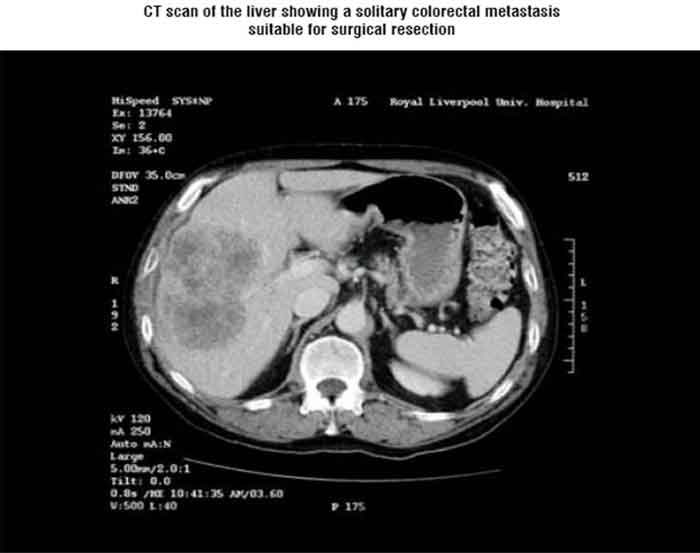 CT scan of the liver showing a solitary colorectal metastasis
suitable for surgical resection
HiSpeed SYS#NP
Ex: 13764
Se: 2
XY 156.00
Im: 36+C
DFOV 35.0cm
STND
ANR2
A 175 Royal Liverpool Univ. Hospital
512
R
1
9
2
L
1
5
8
kV 120
mA 250
Auto mA:N
Large
5.00mm/2.0:1
Tilt: 0.0
0.8s /HE 10:41:35 AM/03.60
W:500 L:40
P 175